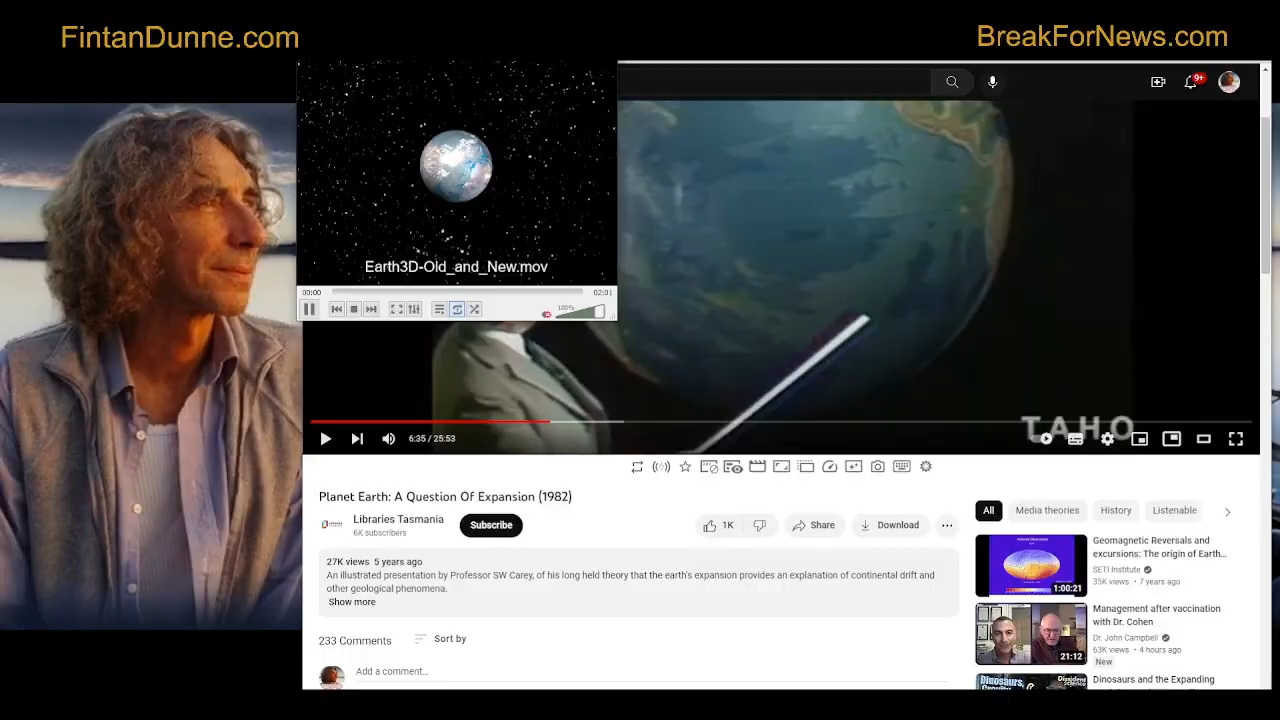 FintanDunne.com
BreakForNews.com
9+
Earth3D-Old_and_New.mov
00:00
02:01
100%
TAHO
6:35 / 25:53
Planet Earth: A Question Of Expansion (1982)
Libraries Tasmania
6K subscribers
Subscribe
1K
Share
Download
27K views 5 years ago
An illustrated presentation by Professor SW Carey, of his long held theory that the earth's expansion provides an explanation of continental drift and
other geological phenomena.
Show more
233 Comments
Sort by
Add a comment...
All
Media theories
History
Listenable
Geomagnetic Reversals and
excursions: The origin of Earth...
SETI Institute
35K views • 7 years ago
1:00:21
Management after vaccination
with Dr. Cohen
Dr. John Campbell
63K views • 4 hours ago
New
21:12
Dinosaurs and the Expanding
Dinosaurs,
Dissident
Science